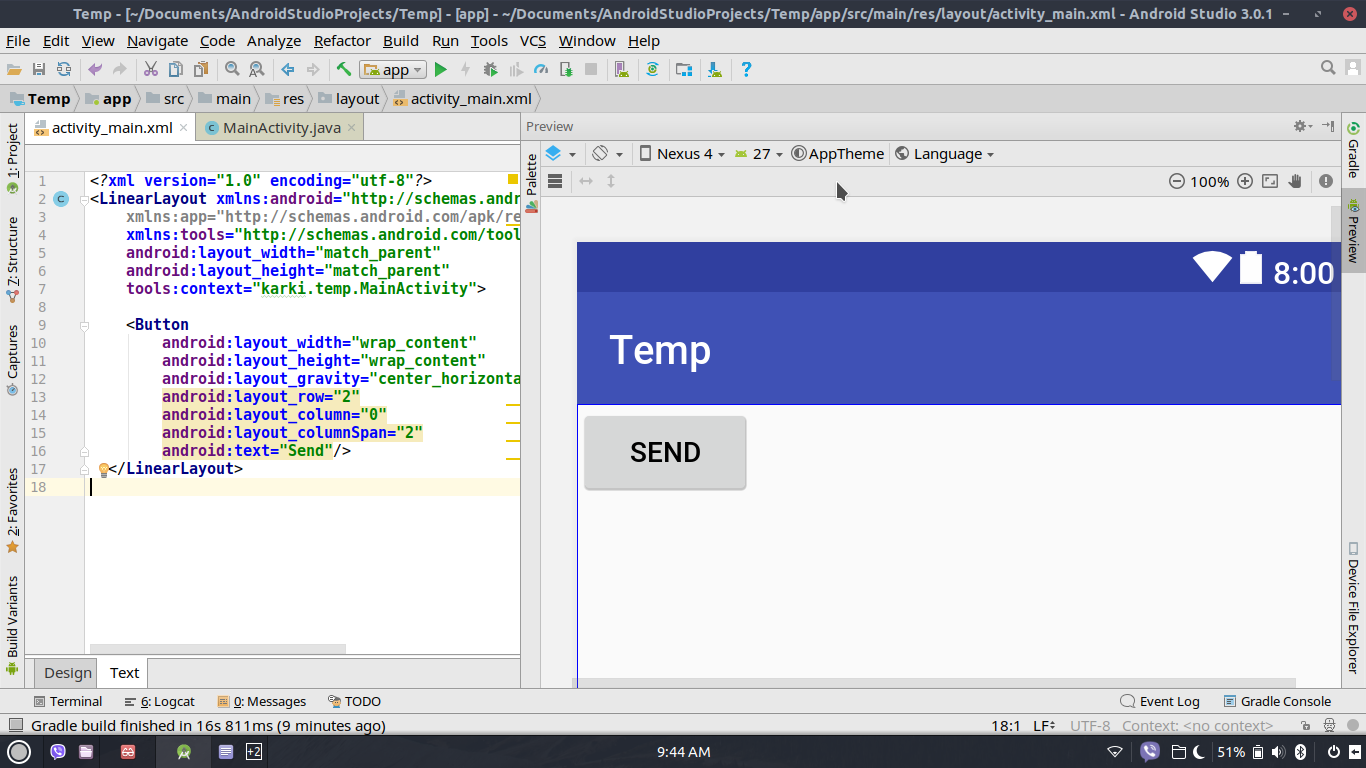 Temp - [~/Documents/AndroidStudioProjects/Temp] - [app] - ~/Documents/AndroidStudioProjects/Temp/app/src/main/res/layout/activity_main.xml - Android Studio 3.0.1
File Edit View Navigate Code Analyze Refactor Build Run Tools VCS Window Help
app
Temp app src main res layout activity_main.xml
activity_main.xml MainActivity.java
Preview
Nexus 4 27 AppTheme Language
100%
1: Project
7: Structure
Captures
2: Favorites
Build Variants
1 <?xml version="1.0" encoding="utf-8"?>
2 <LinearLayout xmlns:android="http://schemas.andr
3 xmlns:app="http://schemas.android.com/apk/re
4 xmlns:tools="http://schemas.android.com/tool
5 android:layout_width="match_parent"
6 android:layout_height="match_parent"
7 tools:context="karki.temp.MainActivity">
8
9 <Button
10 android:layout_width="wrap_content"
11 android:layout_height="wrap_content"
12 android:layout_gravity="center_horizonta
13 android:layout_row="2"
14 android:layout_column="0"
15 android:layout_columnSpan="2"
16 android:text="Send"/>
17 </LinearLayout>
18
Design Text
Palette
8:00
Temp
SEND
Gradle
Preview
Device File Explorer
Terminal 6: Logcat 0: Messages TODO Event Log Gradle Console
Gradle build finished in 16s 811ms (9 minutes ago) 18:1 LF UTF-8 Context: <no context>
+2 9:44 AM 51%